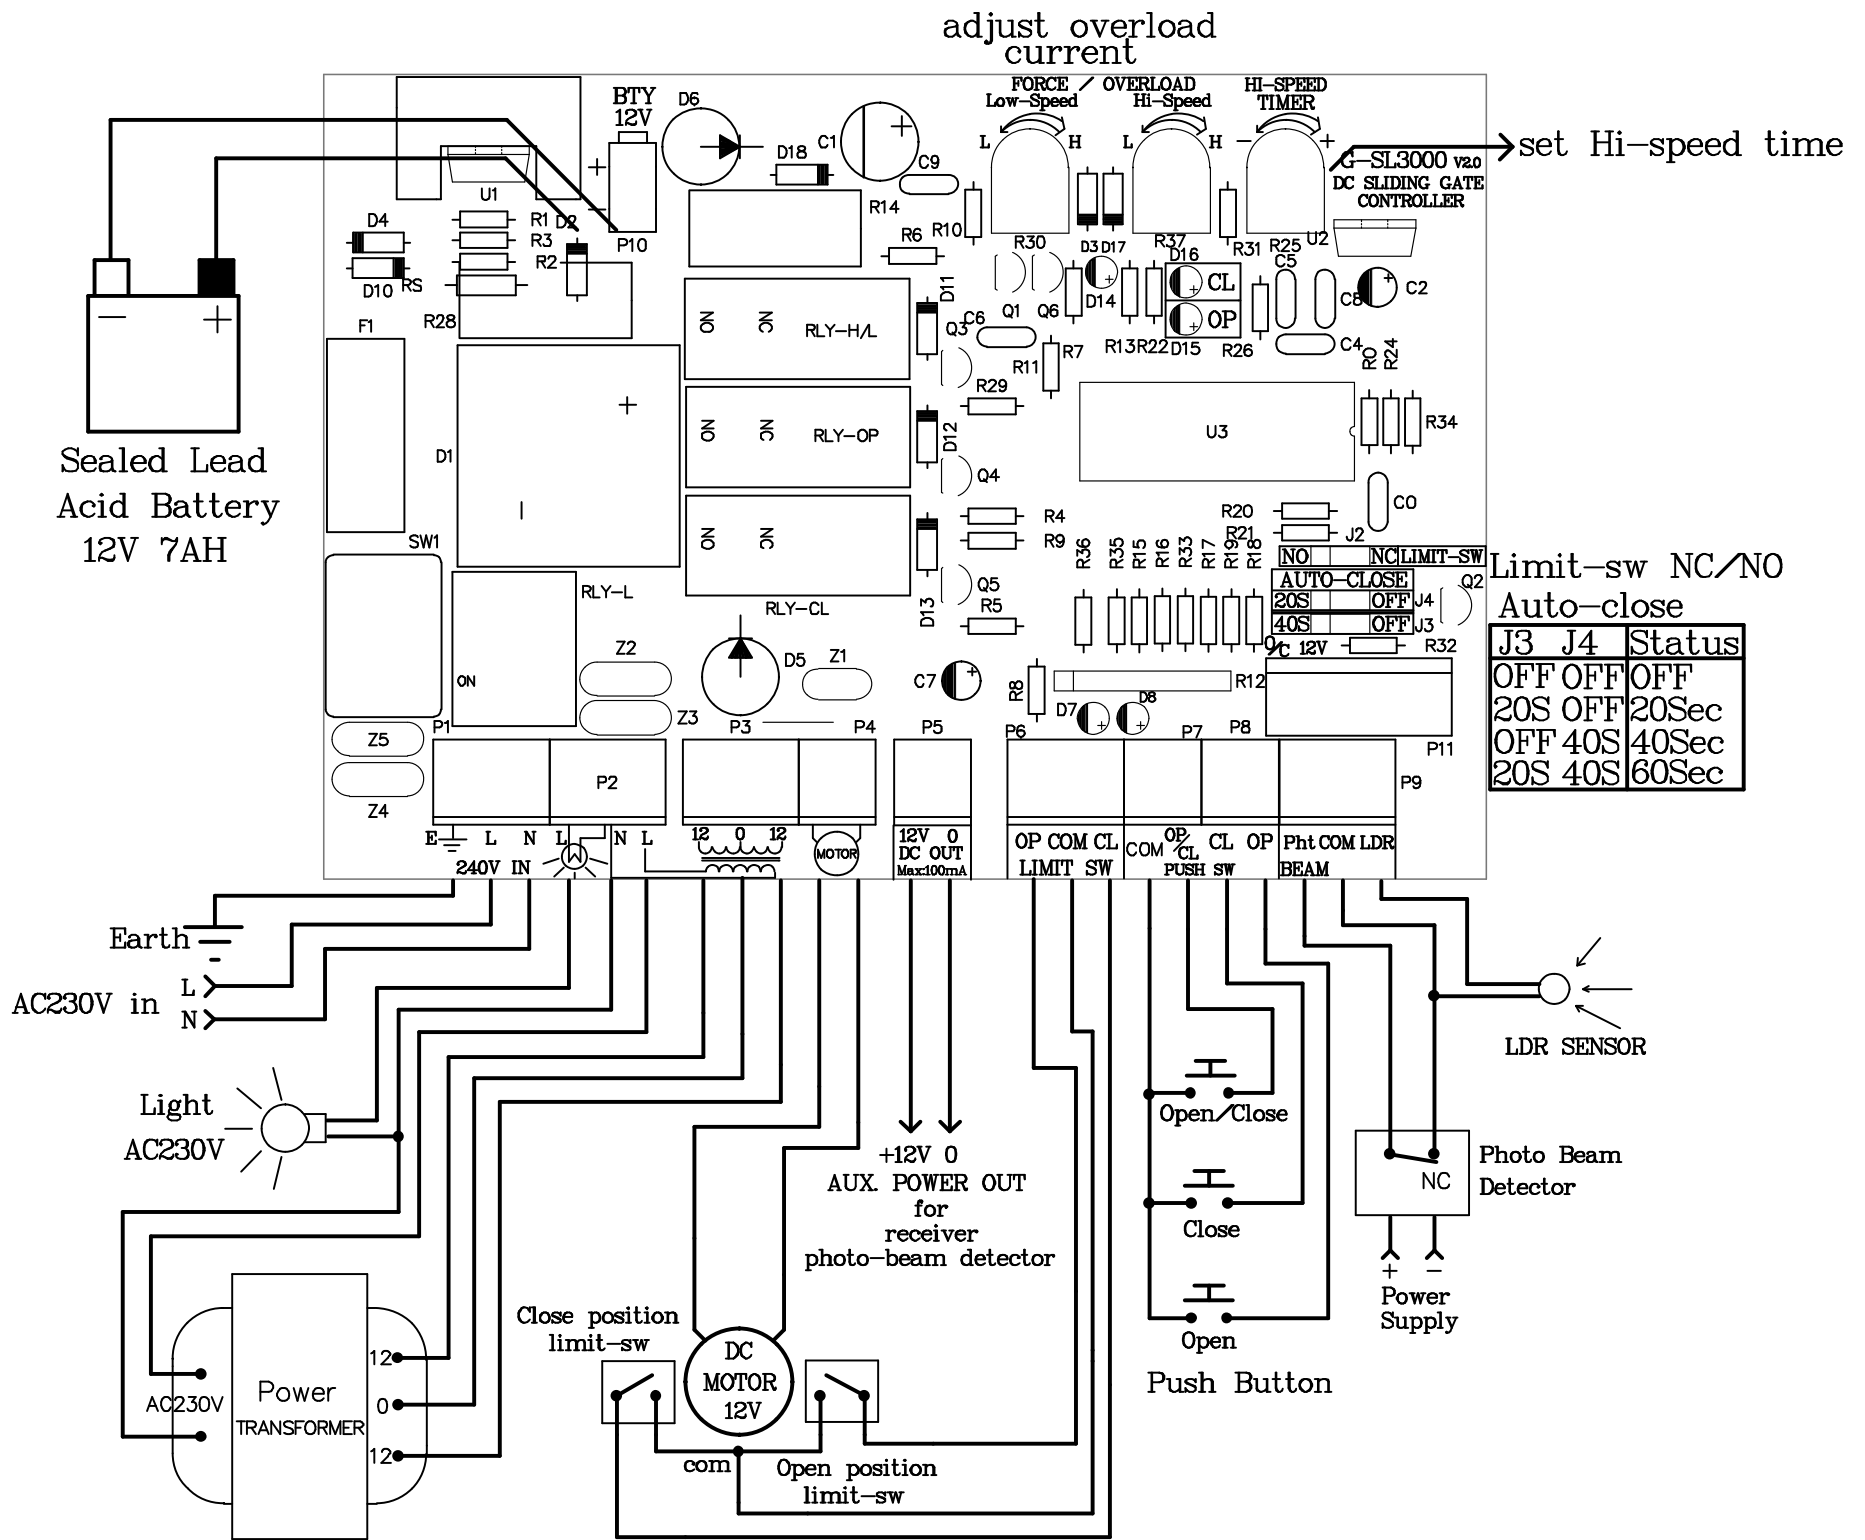 adjust overload
current
FORCE / OVERLOAD
Low-Speed Hi-Speed
HI-SPEED
TIMER
L H L H - +
set Hi-speed time
G-SL3000 V2.0
DC SLIDING GATE
CONTROLLER
BTY
12V
+
-
P10
D6
C1 +
D18
C9
U1
R14
R10
R6
D4
D10
R1
D2
R3
R2
RS
R28
F1
R30
D3
D17
R37
R31
R25
U2
D16
CL
OP
D15
D14
Q1
Q6
C5
C8
C2
C4
R13
R22
R26
D11
Q3
C6
R11
R7
R29
NO NC RLY-H/L
NO NC RLY-OP
NO NC RLY-CL
D12
Q4
R4
R9
D13
Q5
R5
U3
R0
R24
R34
C0
R20
R21
J2
R36
R35
R15
R16
R33
R17
R19
R18
NO NC LIMIT-SW
AUTO-CLOSE
20S OFF J4
40S OFF J3
Q2
R32
O/C 12V
Limit-sw NC/NO
Auto-close
J3 J4 Status
OFF OFF OFF
20S OFF 20Sec
OFF 40S 40Sec
20S 40S 60Sec
- +
Sealed Lead
Acid Battery
12V 7AH
D1
+
-
SW1
RLY-L
ON
Z2
Z3
Z5
Z4
D5
Z1
C7
R8
R12
D7
D8
P1
P2
P3
P4
P5
P6
P7
P8
P11
P9
E L N L N L
240V IN
12 0 12
MOTOR
12V 0
DC OUT
Max:100mA
OP COM CL
LIMIT SW
COM OP/CL CL OP
PUSH SW
Pht COM LDR
BEAM
Earth
AC230V in
L
N
Light
AC230V
LDR SENSOR
Open/Close
Close
Open
Push Button
Photo Beam
Detector
NC
+ -
Power
Supply
+12V 0
AUX. POWER OUT
for
receiver
photo-beam detector
Close position
limit-sw
DC
MOTOR
12V
com
Open position
limit-sw
AC230V
Power
TRANSFORMER
12
0
12